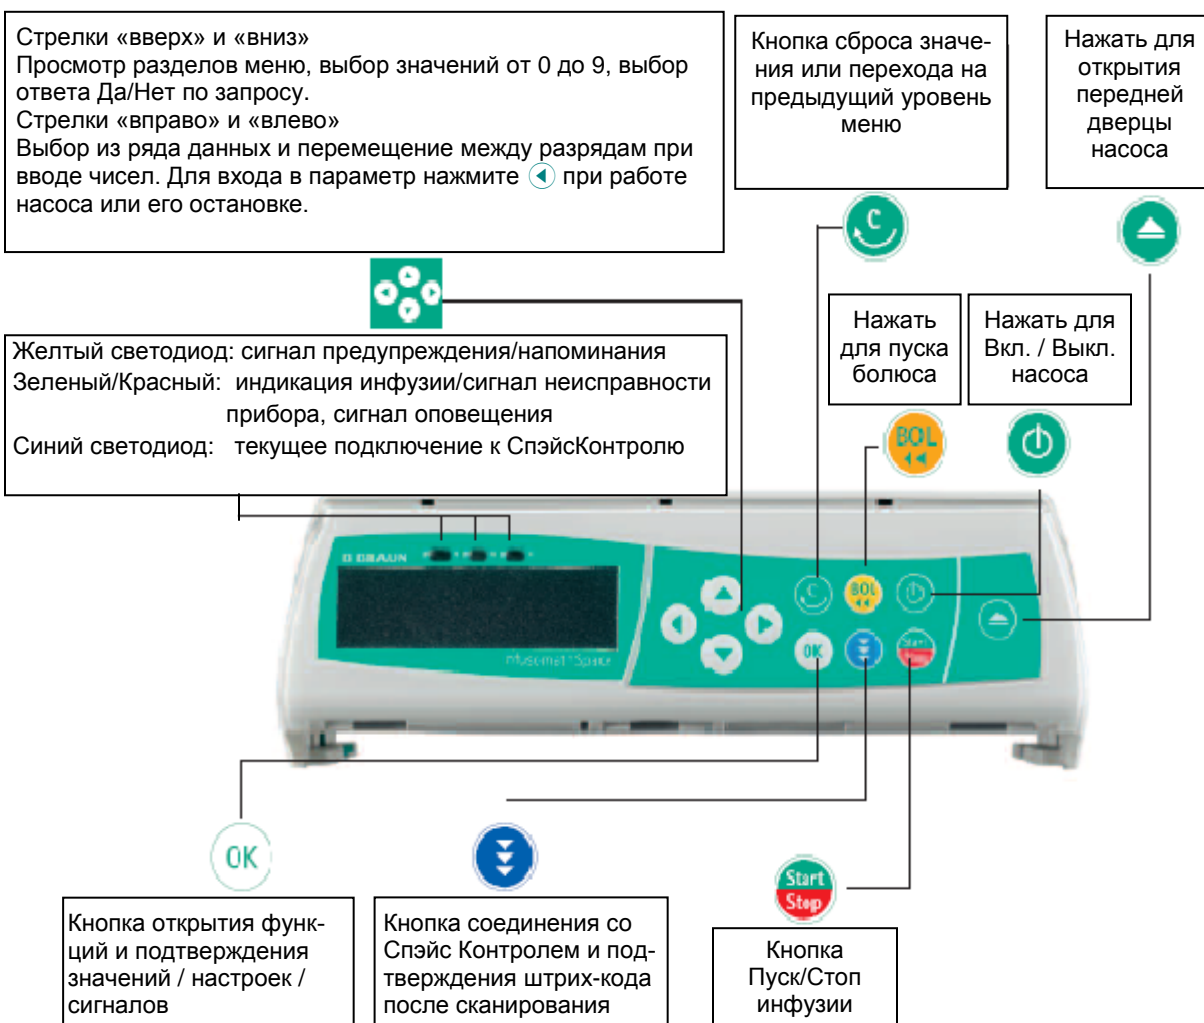 Стрелки «вверх» и «вниз»
Просмотр разделов меню, выбор значений от 0 до 9, выбор
ответа Да/Нет по запросу.
Стрелки «вправо» и «влево»
Выбор из ряда данных и перемещение между разрядам при
вводе чисел. Для входа в параметр нажмите при работе
насоса или его остановке.
Кнопка сброса значе-
ния или перехода на
предыдущий уровень
меню
Нажать для
открытия
передней
дверцы
насоса
C
Желтый светодиод: сигнал предупреждения/напоминания
Зеленый/Красный: индикация инфузии/сигнал неисправности
прибора, сигнал оповещения
Синий светодиод: текущее подключение к СпэйсКонтролю
Нажать
для пуска
болюса
Нажать для
Вкл. / Выкл.
насоса
BOL
B BRAUN
C
BOL
OK
Start
Stop
OK
Start
Stop
Кнопка открытия функ-
ций и подтверждения
значений / настроек /
сигналов
Кнопка соединения со
Спэйс Контролем и под-
тверждения штрих-кода
после сканирования
Кнопка
Пуск/Стоп
инфузии